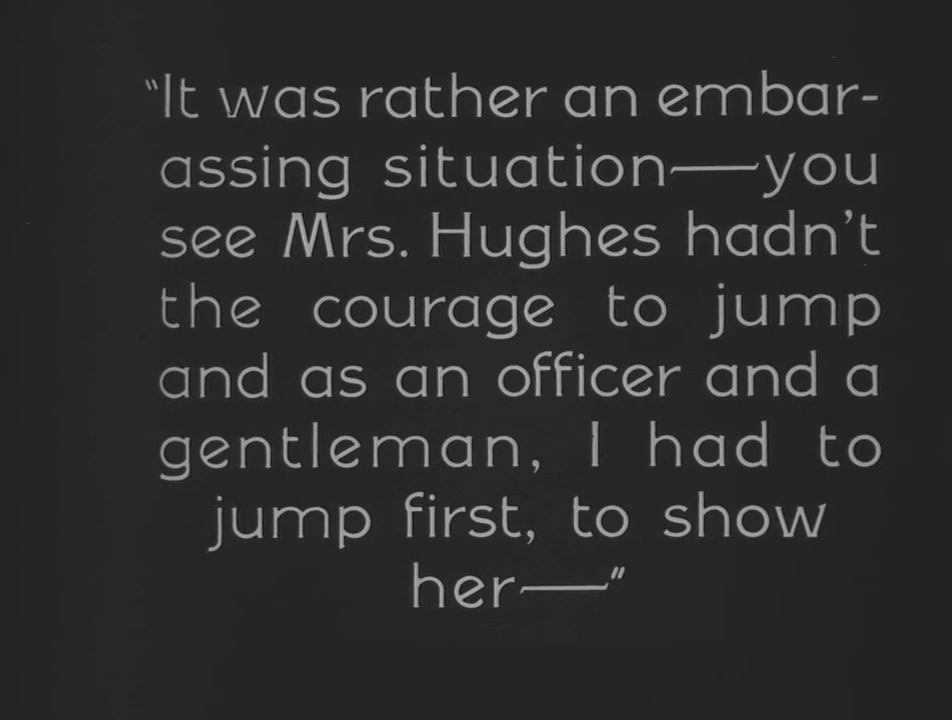 "It was rather an embar-
assing situation——you
see Mrs. Hughes hadn't
the courage to jump
and as an officer and a
gentleman, I had to
jump first, to show
her——"